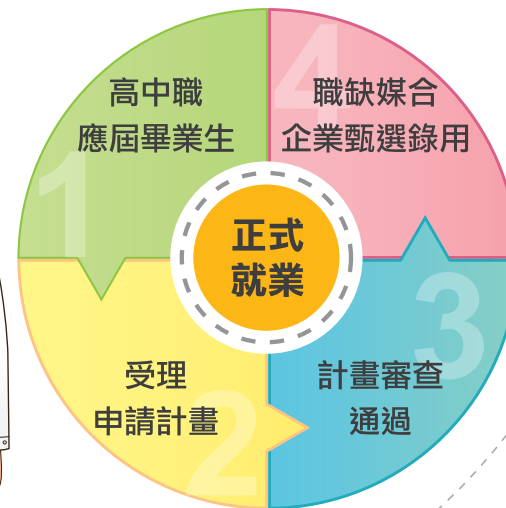 1
高中職
應屆畢業生
2
受理
申請計畫
3
計畫審查
通過
4
職缺媒合
企業甄選錄用
正式
就業